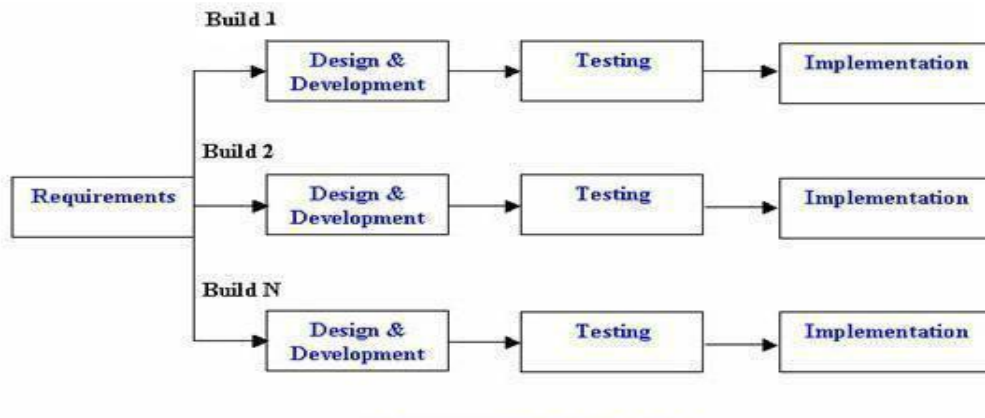 Build 1
Design &
Development
Testing
Implementation
Build 2
Requirements
Design &
Development
Testing
Implementation
Build N
Design &
Development
Testing
Implementation